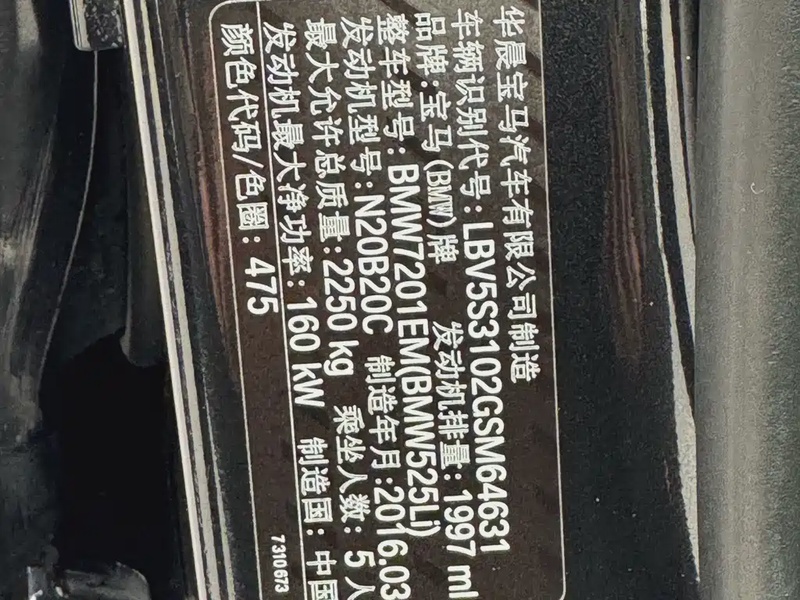 华晨宝马汽车有限公司制造
车辆识别代号:LBV5S3102GSM64631
品牌:宝马(BMW)牌 发动机排量:1997 ml
整车型号:BMW7201EM(BMW525Li)
发动机型号:N20B20C 制造年月:2016.03
最大允许总质量:2250 kg 乘坐人数:5人
发动机最大净功率:160 kW 制造国:中国
颜色代码/色圈:475
7310673